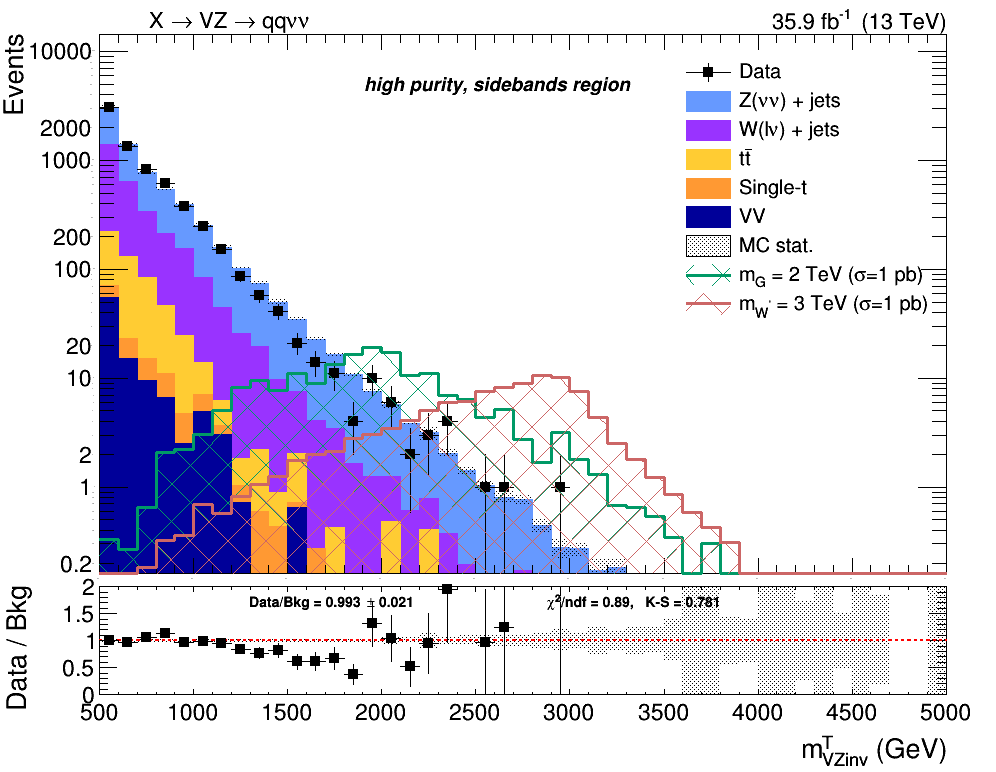 X → VZ → qqνν
35.9 fb⁻¹ (13 TeV)
Events
high purity, sidebands region
Data
Z(νν) + jets
W(lν) + jets
tt̄
Single-t
VV
MC stat.
m_G = 2 TeV (σ=1 pb)
m_W' = 3 TeV (σ=1 pb)
10000
2000
1000
200
100
20
10
2
1
0.2
Data / Bkg
2
1.5
1
0.5
0
Data/Bkg = 0.993 ± 0.021
χ²/ndf = 0.89, K-S = 0.781
500 1000 1500 2000 2500 3000 3500 4000 4500 5000
m^T_VZinv (GeV)